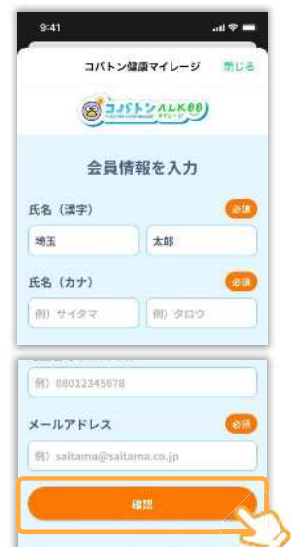 9:41
コバトン健康マイレージ 閉じる
コバトンALKOO
マイレージ
会員情報を入力
氏名（漢字） 必須
埼玉 太郎
氏名（カナ） 必須
例）サイタマ 例）タロウ
例）08012345678
メールアドレス 必須
例）saitama@saitama.co.jp
確認